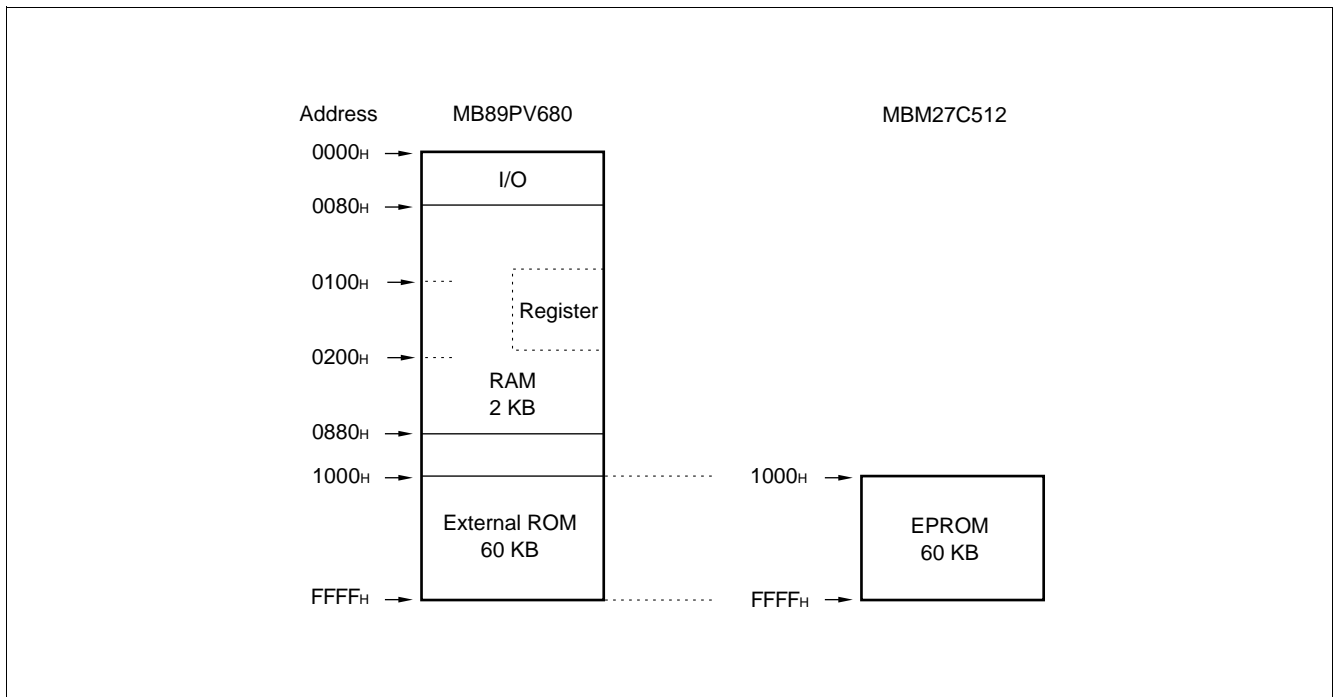 Address MB89PV680 MBM27C512
0000H
I/O
0080H
0100H
Register
0200H
RAM
2 KB
0880H
1000H 1000H
External ROM EPROM
60 KB 60 KB
FFFFH FFFFH